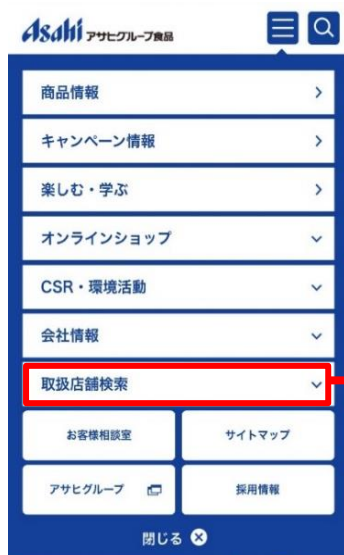 Asahi アサヒグループ食品
商品情報
キャンペーン情報
楽しむ・学ぶ
オンラインショップ
CSR・環境活動
会社情報
取扱店舗検索
お客様相談室 サイトマップ
アサヒグループ 採用情報
閉じる